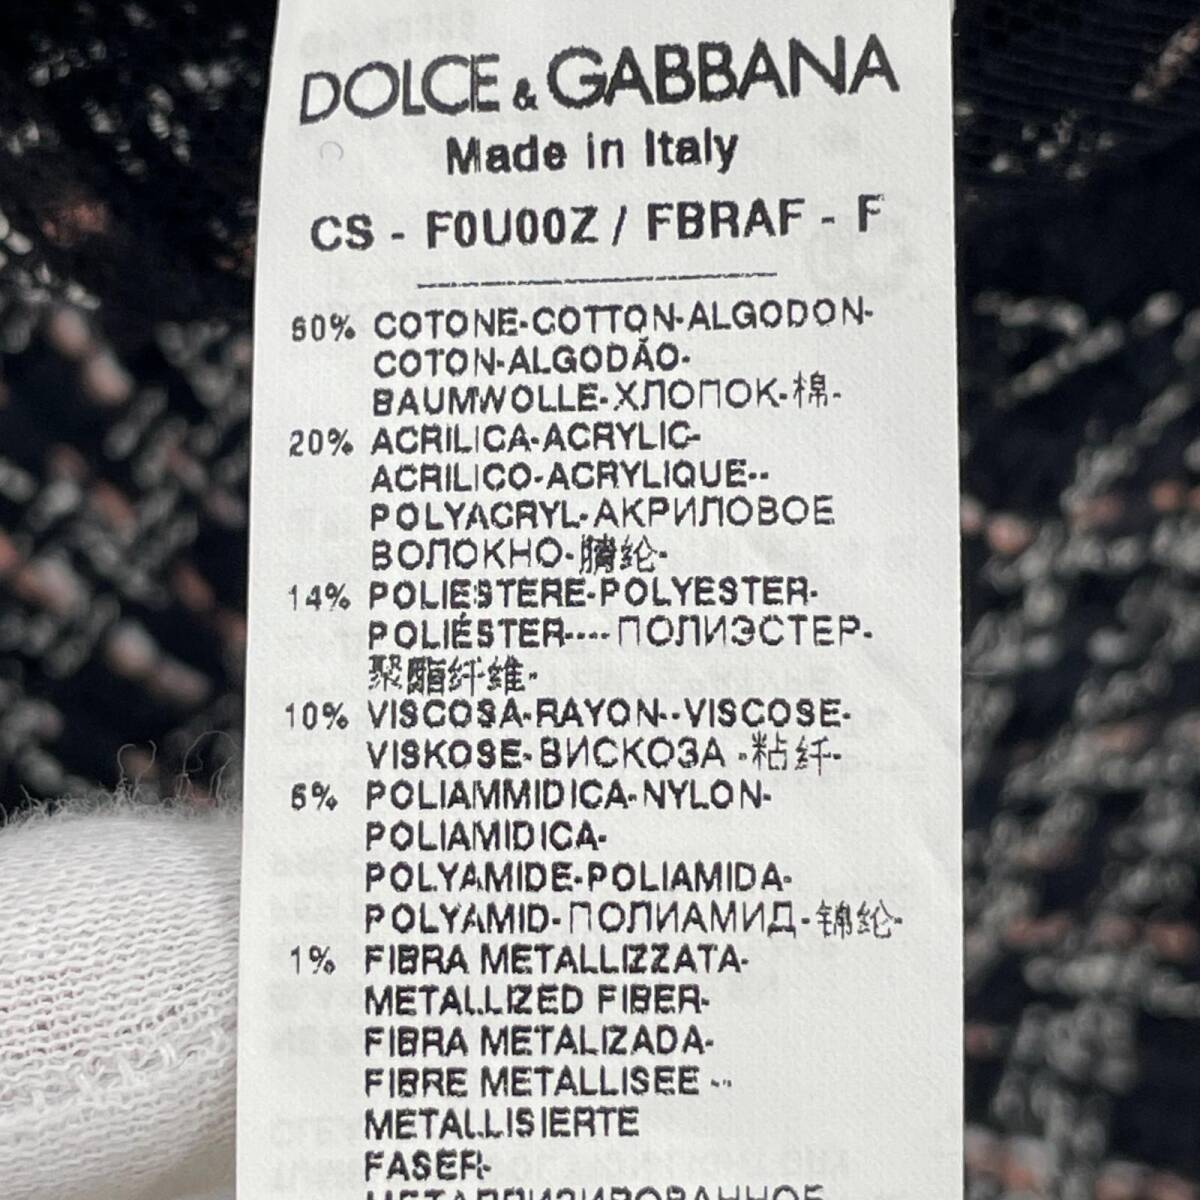 DOLCE & GABBANA
Made in Italy
CS - F0U00Z / FBRAF - F
50% COTONE-COTTON-ALGODON-
COTON-ALGODÃO-
BAUMWOLLE-ХЛОПОК-棉-
20% ACRILICA-ACRYLIC-
ACRILICO-ACRYLIQUE--
POLYACRYL-АКРИЛОВОЕ
ВОЛОКНО-腈纶-
14% POLIESTERE-POLYESTER-
POLIÉSTER----ПОЛИЭСТЕР-
聚酯纤维-
10% VISCOSA-RAYON--VISCOSE-
VISKOSE-ВИСКОЗА -粘纤-
5% POLIAMMIDICA-NYLON-
POLIAMIDICA-
POLYAMIDE-POLIAMIDA-
POLYAMID-ПОЛИАМИД-锦纶-
1% FIBRA METALLIZZATA-
METALLIZED FIBER-
FIBRA METALIZADA-
FIBRE METALLISEE --
METALLISIERTE
FASER-
МЕТАЛЛИЗИРОВАННОЕ